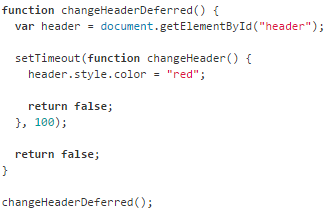 function changeHeaderDeferred() {
  var header = document.getElementById("header");

  setTimeout(function changeHeader() {
    header.style.color = "red";

    return false;
  }, 100);

  return false;
}

changeHeaderDeferred();